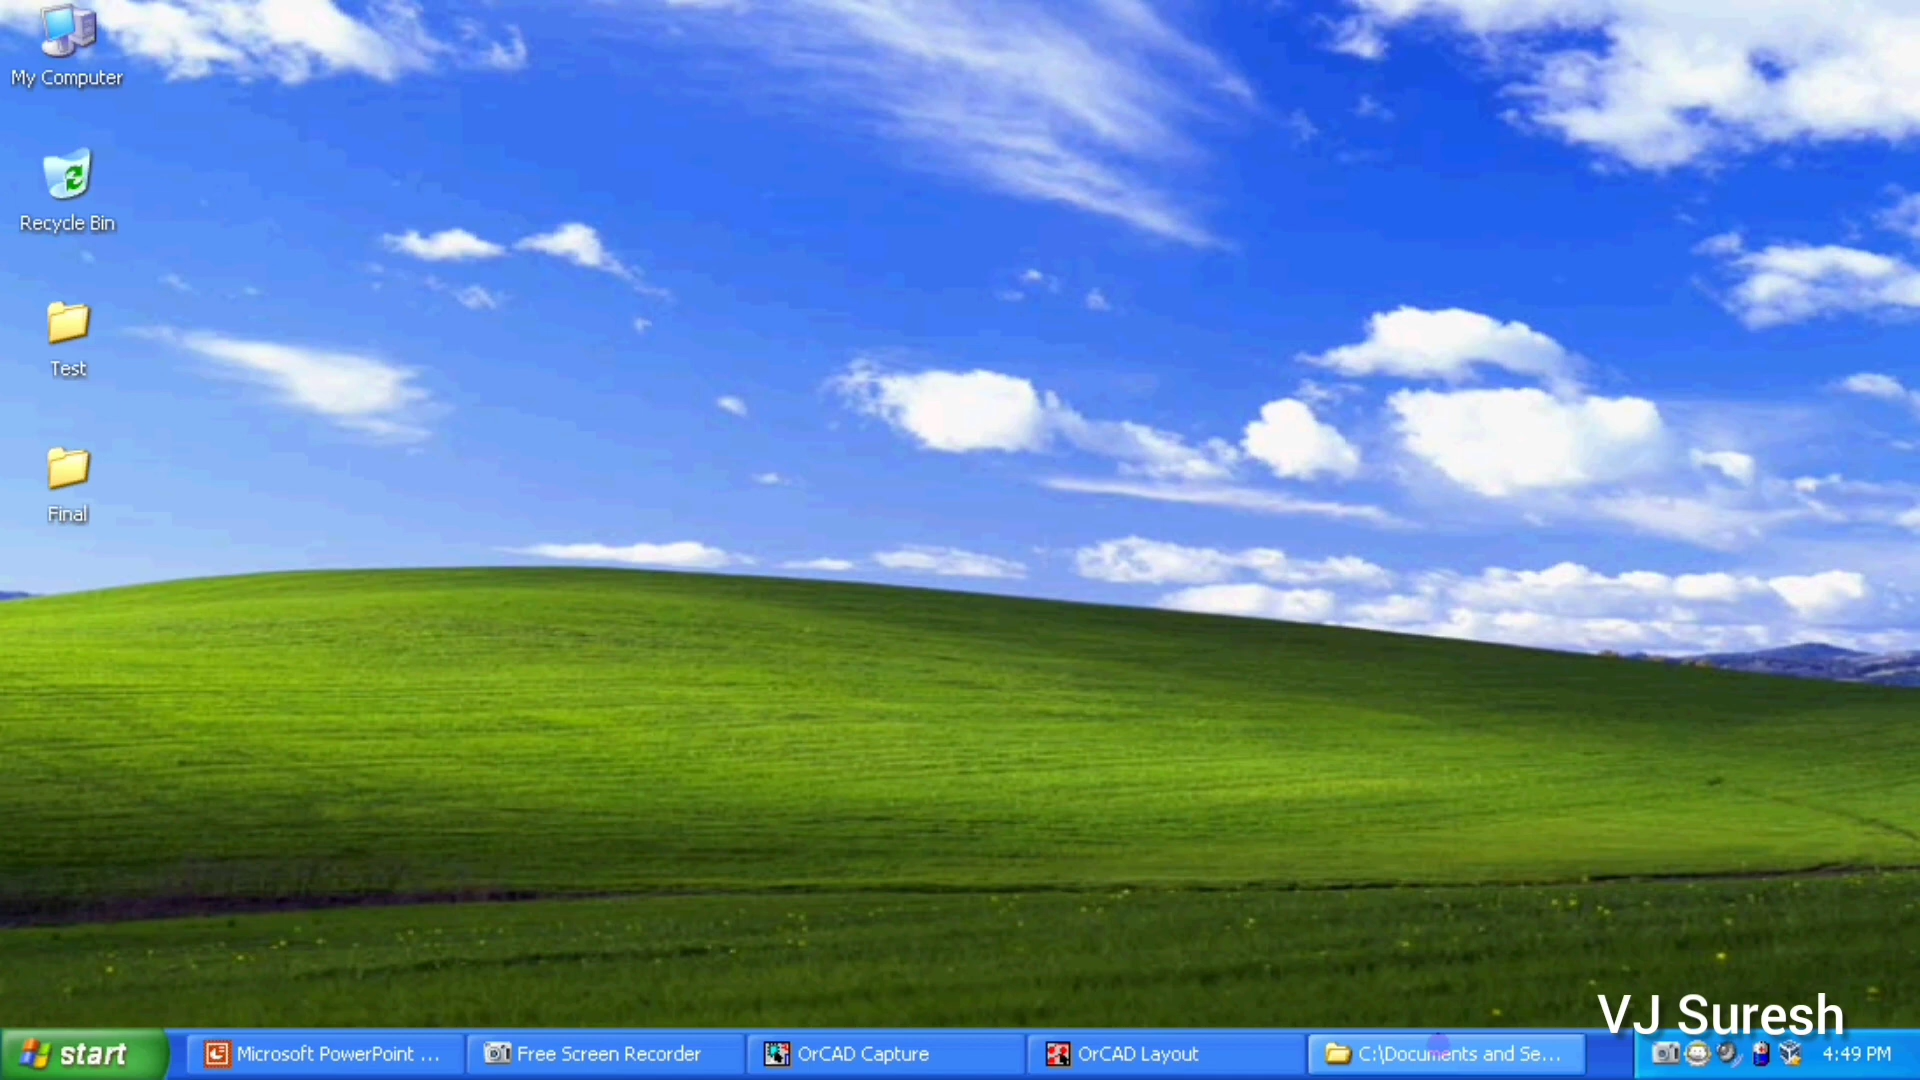 My Computer
Recycle Bin
Test
Final
VJ Suresh
start
Microsoft PowerPoint ...
Free Screen Recorder
OrCAD Capture
OrCAD Layout
C:\Documents and Se...
4:49 PM